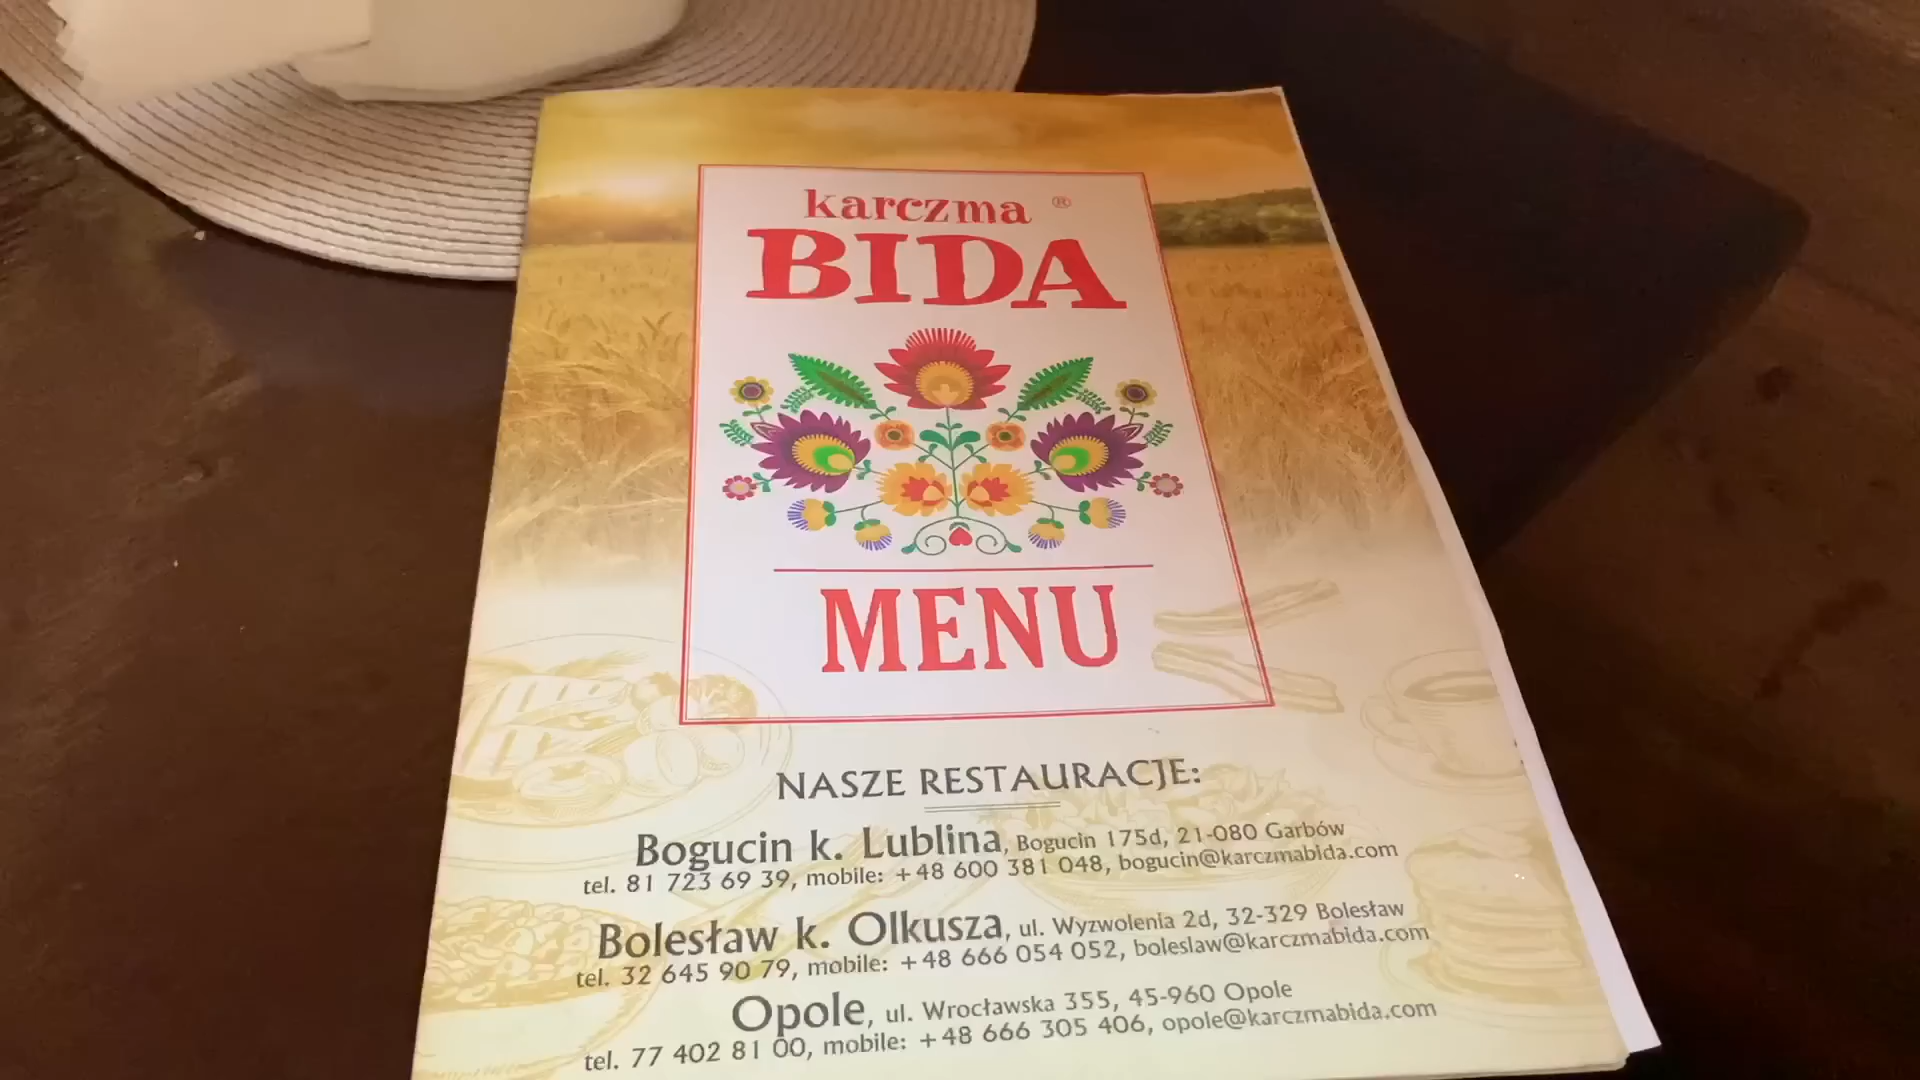 karczma ®
BIDA
MENU
NASZE RESTAURACJE:
Bogucin k. Lublina, Bogucin 175d, 21-080 Garbów
tel. 81 723 69 39, mobile: +48 600 381 048, bogucin@karczmabida.com
Bolesław k. Olkusza, ul. Wyzwolenia 2d, 32-329 Bolesław
tel. 32 645 90 79, mobile: +48 666 054 052, boleslaw@karczmabida.com
Opole, ul. Wrocławska 355, 45-960 Opole
tel. 77 402 81 00, mobile: +48 666 305 406, opole@karczmabida.com